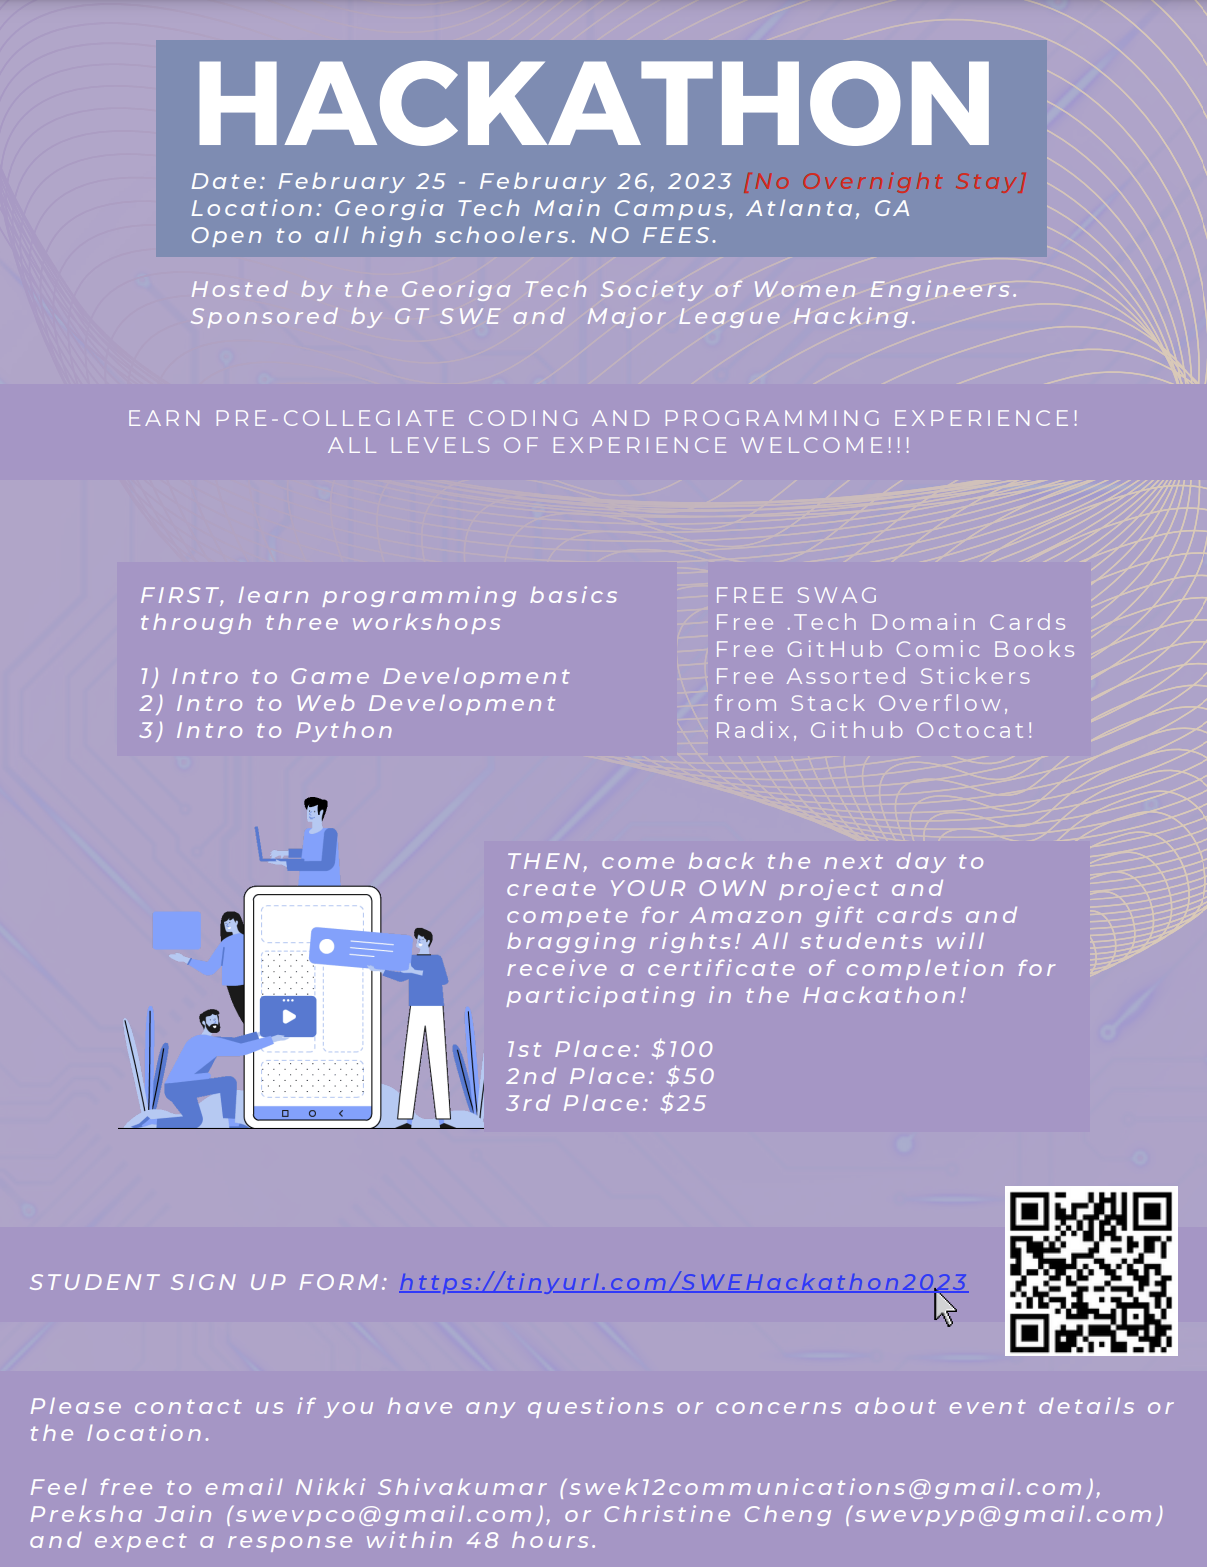 HACKATHON
Date: February 25 - February 26, 2023 [No Overnight Stay]
Location: Georgia Tech Main Campus, Atlanta, GA
Open to all high schoolers. NO FEES.
Hosted by the Georiga Tech Society of Women Engineers.
Sponsored by GT SWE and Major League Hacking.
EARN PRE-COLLEGIATE CODING AND PROGRAMMING EXPERIENCE!
ALL LEVELS OF EXPERIENCE WELCOME!!!
FIRST, learn programming basics
through three workshops
1) Intro to Game Development
2) Intro to Web Development
3) Intro to Python
FREE SWAG
Free .Tech Domain Cards
Free GitHub Comic Books
Free Assorted Stickers
from Stack Overflow,
Radix, Github Octocat!
THEN, come back the next day to
create YOUR OWN project and
compete for Amazon gift cards and
bragging rights! All students will
receive a certificate of completion for
participating in the Hackathon!
1st Place: $100
2nd Place: $50
3rd Place: $25
STUDENT SIGN UP FORM: https://tinyurl.com/SWEHackathon2023
Please contact us if you have any questions or concerns about event details or
the location.
Feel free to email Nikki Shivakumar (swek12communications@gmail.com),
Preksha Jain (swevpco@gmail.com), or Christine Cheng (swevpyp@gmail.com)
and expect a response within 48 hours.